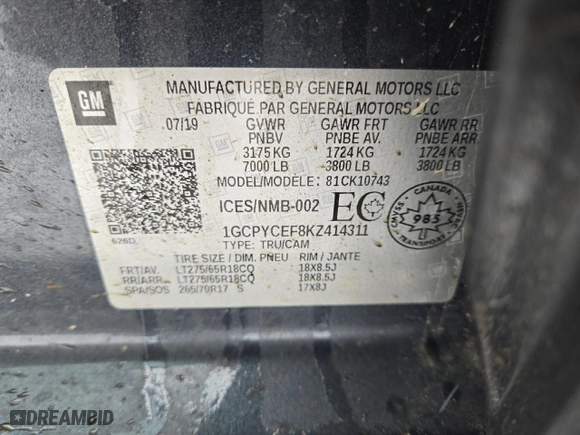 GM
MANUFACTURED BY GENERAL MOTORS LLC
FABRIQUÉ PAR GENERAL MOTORS LLC
07/19 GVWR GAWR FRT GAWR RR
PNBV PNBE AV. PNBE ARR.
3175 KG 1724 KG 1724 KG
7000 LB 3800 LB 3800 LB
MODEL/MODÈLE: 81CK10743
ICES/NMB-002 EC
CANADA
985
CMVSS NSVAC
1GCPYCEF8KZ414311
TYPE: TRU/CAM
TIRE SIZE / DIM. PNEU RIM / JANTE
FRT/AV. LT275/65R18CQ 18X8.5J
RR/ARR. LT275/65R18CQ 18X8.5J
SPA/SOS 265/70R17 S 17X8J
DREAMBID